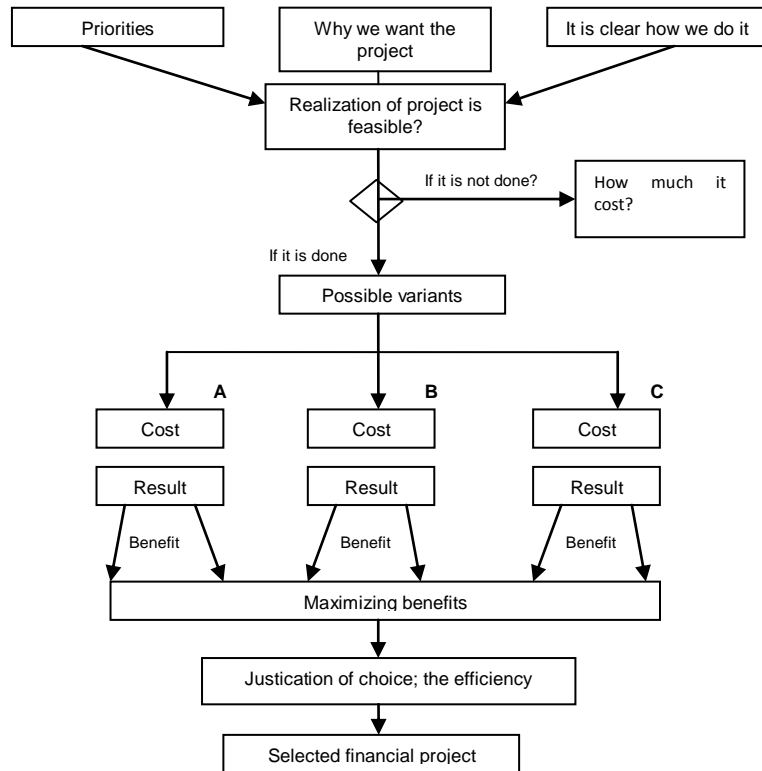 Priorities
Why we want the
project
It is clear how we do it
Realization of project is
feasible?
If it is not done?
How much it
cost?
If it is done
Possible variants
A
B
C
Cost
Cost
Cost
Result
Result
Result
Benefit
Benefit
Benefit
Maximizing benefits
Justication of choice; the efficiency
Selected financial project